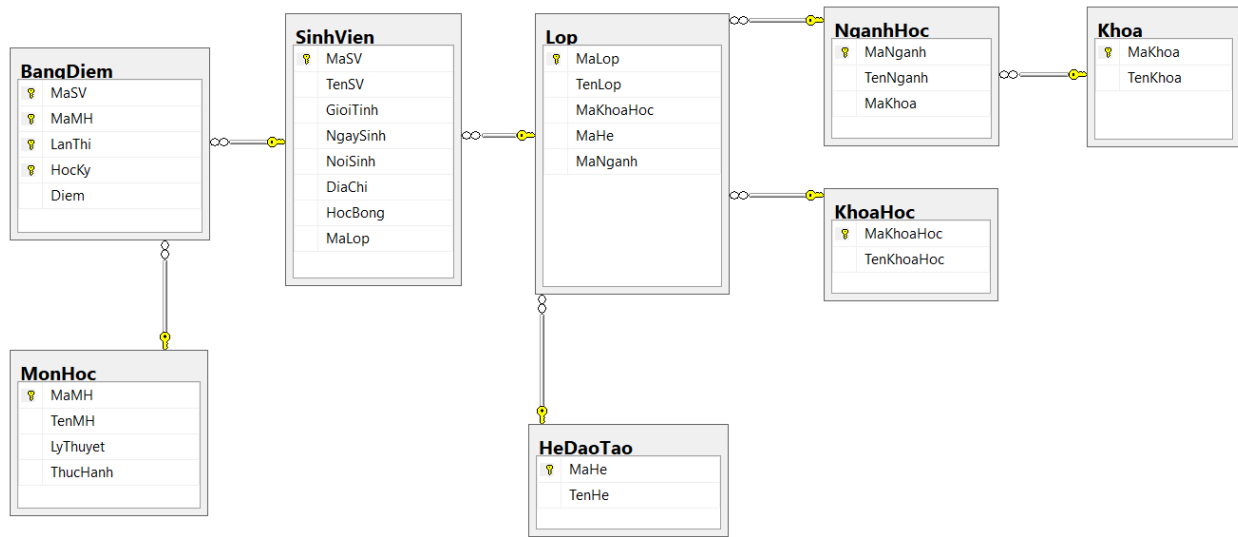 BangDiem
MaSV
MaMH
LanThi
HocKy
Diem
SinhVien
MaSV
TenSV
GioiTinh
NgaySinh
NoiSinh
DiaChi
HocBong
MaLop
Lop
MaLop
TenLop
MaKhoaHoc
MaHe
MaNganh
NganhHoc
MaNganh
TenNganh
MaKhoa
Khoa
MaKhoa
TenKhoa
KhoaHoc
MaKhoaHoc
TenKhoaHoc
MonHoc
MaMH
TenMH
LyThuyet
ThucHanh
HeDaoTao
MaHe
TenHe